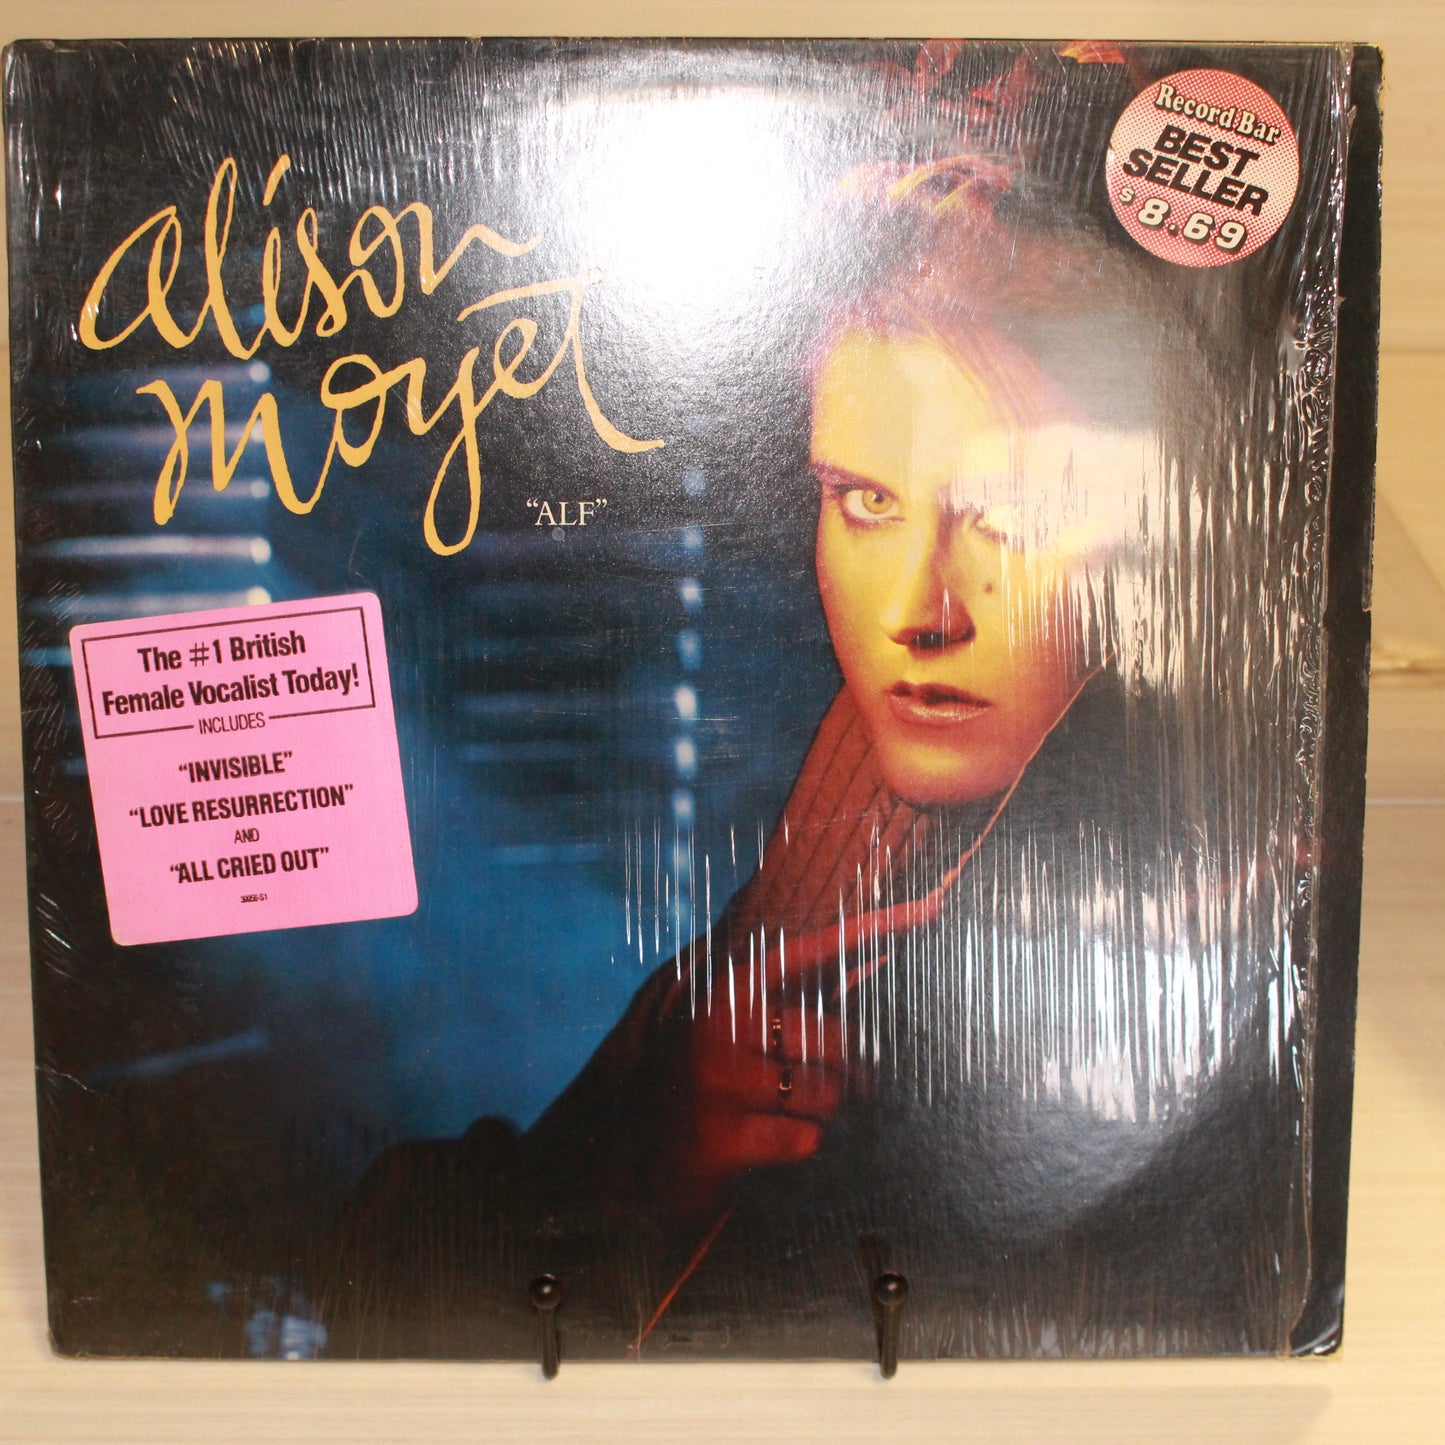 alison
moyet
“ALF”
Record Bar
BEST
SELLER
$8.69
The #1 British
Female Vocalist Today!
INCLUDES
“INVISIBLE”
“LOVE RESURRECTION”
AND
“ALL CRIED OUT”